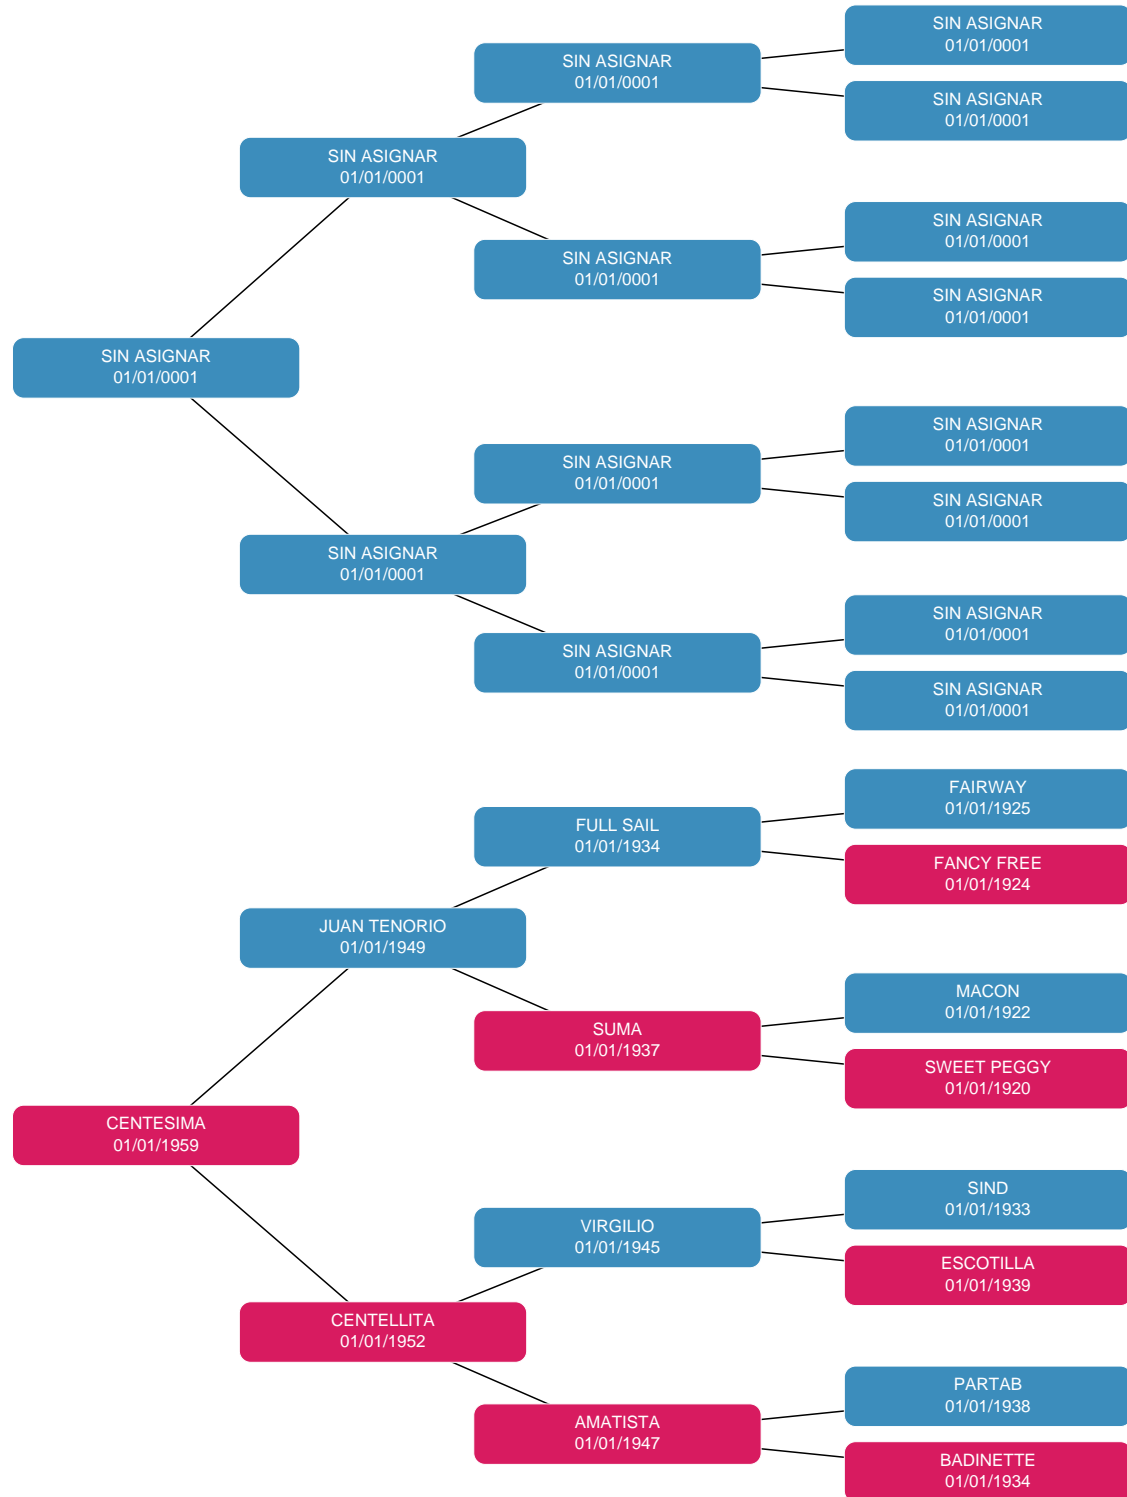 SIN ASIGNAR
01/01/0001
SIN ASIGNAR
01/01/0001
SIN ASIGNAR
01/01/0001
SIN ASIGNAR
01/01/0001
SIN ASIGNAR
01/01/0001
SIN ASIGNAR
01/01/0001
SIN ASIGNAR
01/01/0001
SIN ASIGNAR
01/01/0001
SIN ASIGNAR
01/01/0001
SIN ASIGNAR
01/01/0001
SIN ASIGNAR
01/01/0001
SIN ASIGNAR
01/01/0001
SIN ASIGNAR
01/01/0001
SIN ASIGNAR
01/01/0001
SIN ASIGNAR
01/01/0001
FAIRWAY
01/01/1925
FULL SAIL
01/01/1934
FANCY FREE
01/01/1924
JUAN TENORIO
01/01/1949
MACON
01/01/1922
SUMA
01/01/1937
SWEET PEGGY
01/01/1920
CENTESIMA
01/01/1959
SIND
01/01/1933
VIRGILIO
01/01/1945
ESCOTILLA
01/01/1939
CENTELLITA
01/01/1952
PARTAB
01/01/1938
AMATISTA
01/01/1947
BADINETTE
01/01/1934